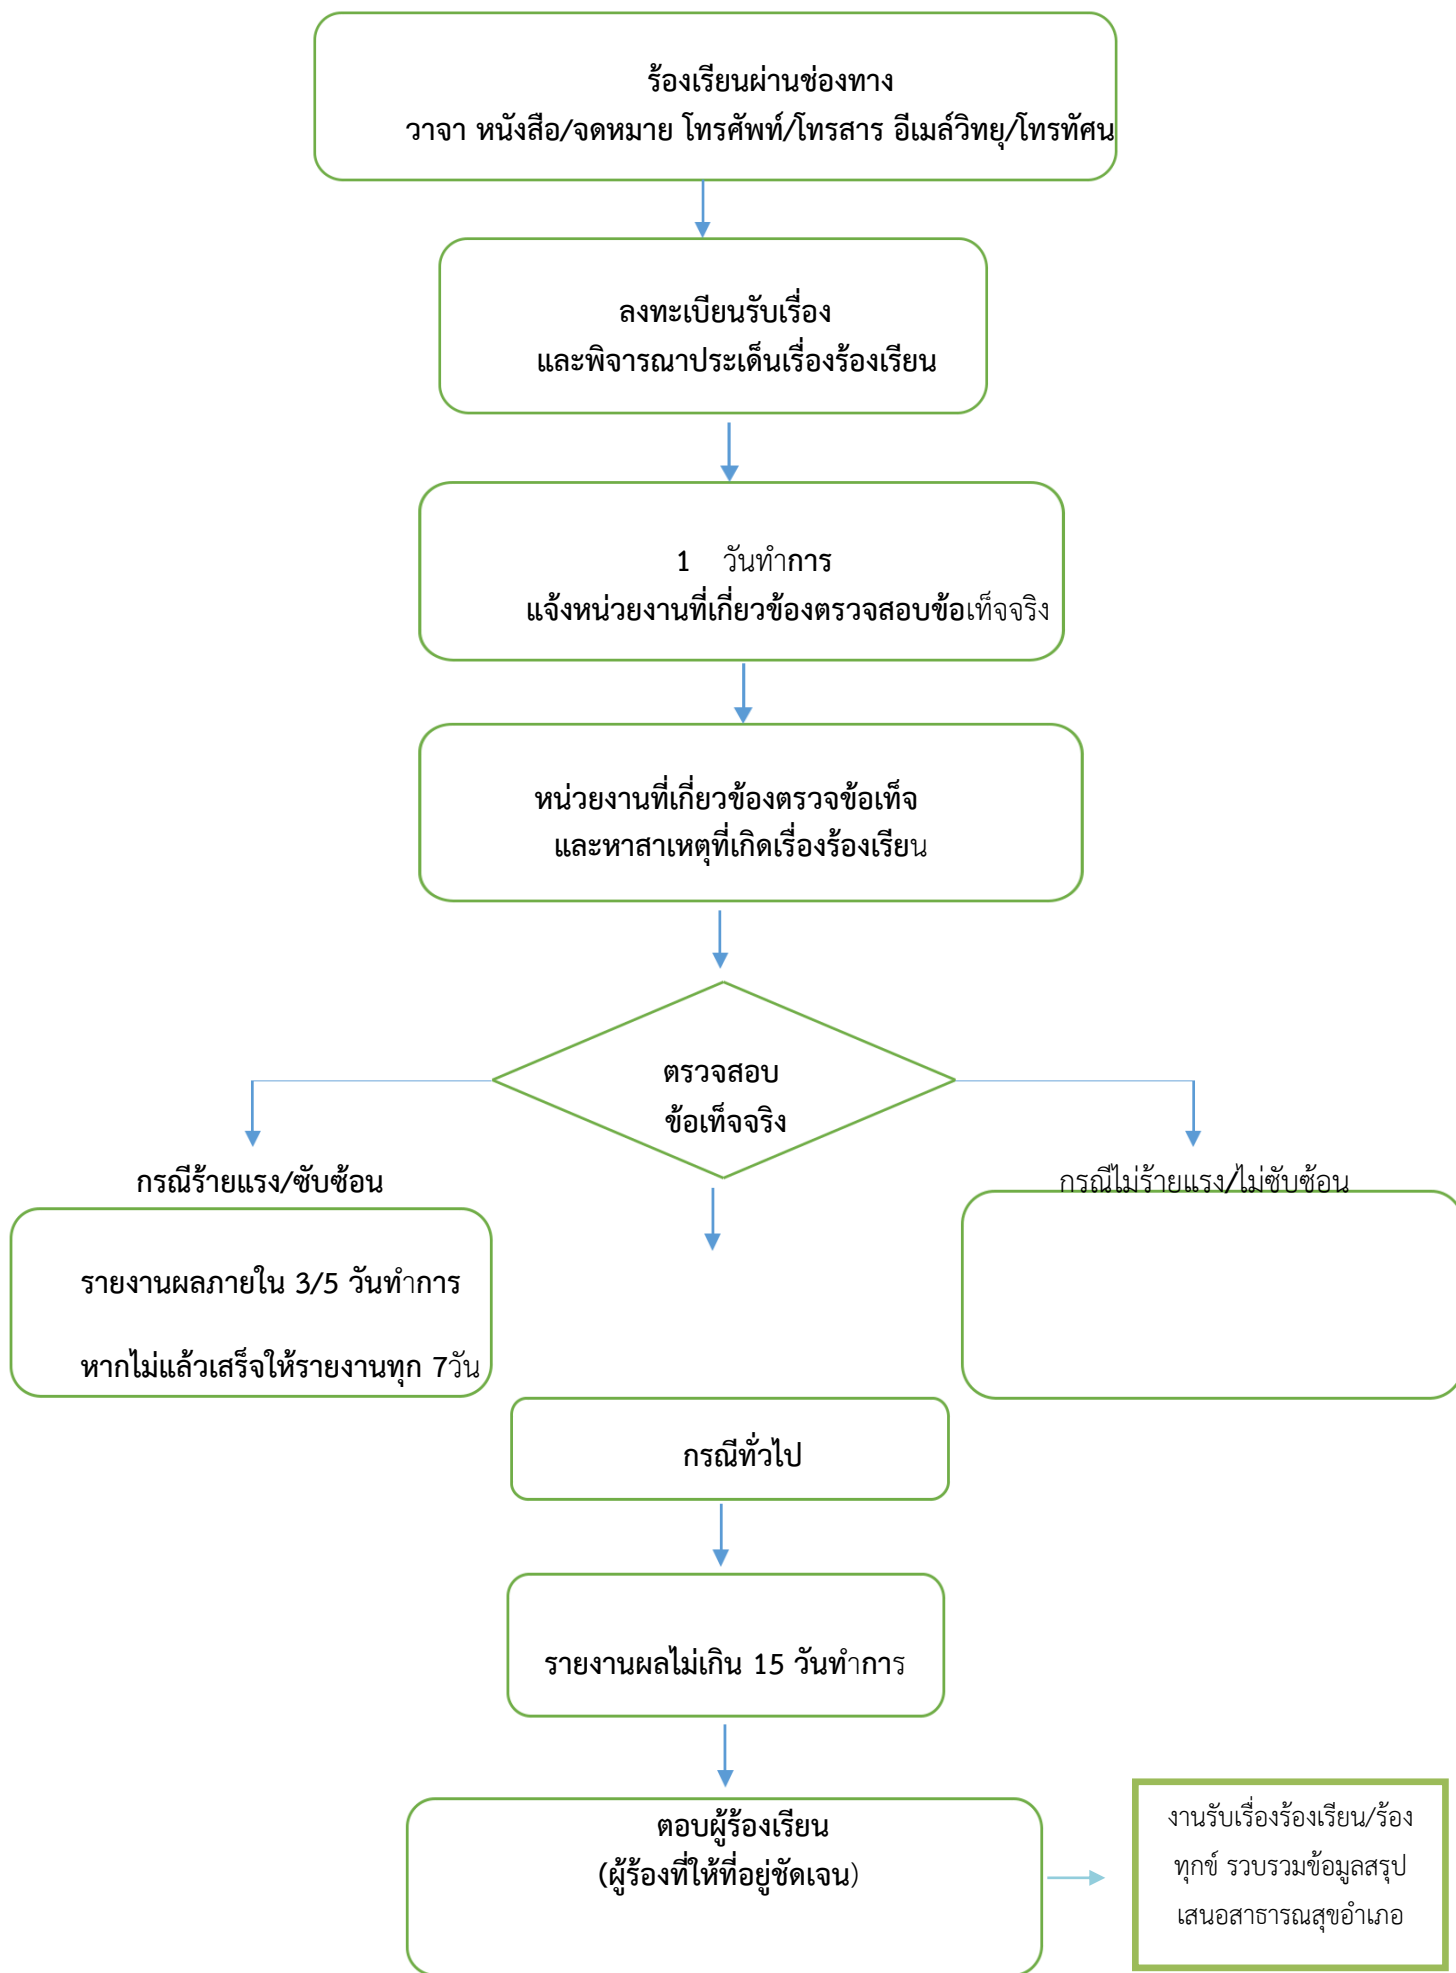 ร้องเรียนผ่านช่องทาง
วาจา หนังสือ/จดหมาย โทรศัพท์/โทรสาร อีเมล์วิทยุ/โทรทัศน
ลงทะเบียนรับเรื่อง
และพิจารณาประเด็นเรื่องร้องเรียน
1 วันทำการ
แจ้งหน่วยงานที่เกี่ยวข้องตรวจสอบข้อเท็จจริง
หน่วยงานที่เกี่ยวข้องตรวจข้อเท็จ
และหาสาเหตุที่เกิดเรื่องร้องเรียน
ตรวจสอบ
ข้อเท็จจริง
กรณีร้ายแรง/ซับซ้อน
กรณีไม่ร้ายแรง/ไม่ซับซ้อน
รายงานผลภายใน 3/5 วันทำการ
หากไม่แล้วเสร็จให้รายงานทุก 7วัน
กรณีทั่วไป
รายงานผลไม่เกิน 15 วันทำการ
ตอบผู้ร้องเรียน
(ผู้ร้องที่ให้ที่อยู่ชัดเจน)
งานรับเรื่องร้องเรียน/ร้อง
ทุกข์ รวบรวมข้อมูลสรุป
เสนอสาธารณสุขอำเภอ